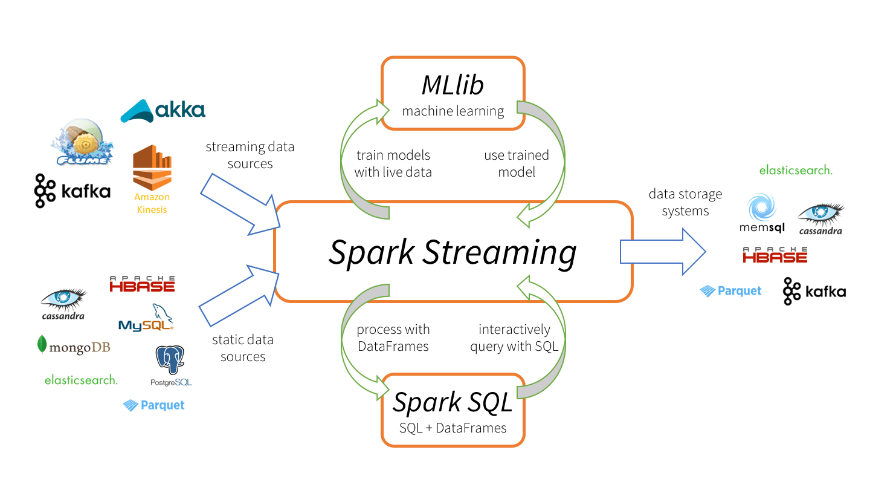 MLlib
machine learning
akka
flume
kafka
Amazon
Kinesis
streaming data
sources
train models
with live data
use trained
model
data storage
systems
elasticsearch.
memsql
cassandra
APACHE
HBASE
Parquet
kafka
Spark Streaming
APACHE
HBASE
cassandra
MySQL
mongoDB
PostgreSQL
elasticsearch.
Parquet
static data
sources
process with
DataFrames
interactively
query with SQL
Spark SQL
SQL + DataFrames